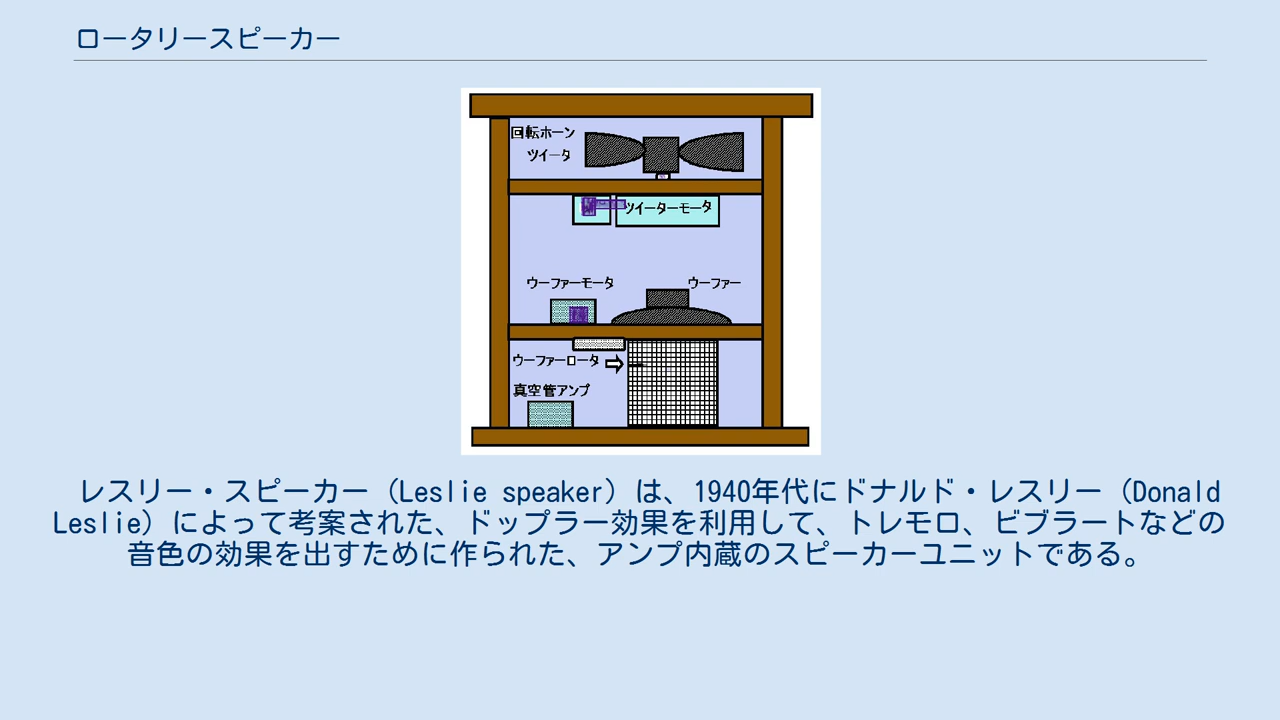 ロータリースピーカー
回転ホーン
ツイータ
ツイーターモータ
ウーファーモータ
ウーファー
ウーファーロータ
真空管アンプ
レスリー・スピーカー（Leslie speaker）は、1940年代にドナルド・レスリー（Donald
Leslie）によって考案された、ドップラー効果を利用して、トレモロ、ビブラートなどの
音色の効果を出すために作られた、アンプ内蔵のスピーカーユニットである。